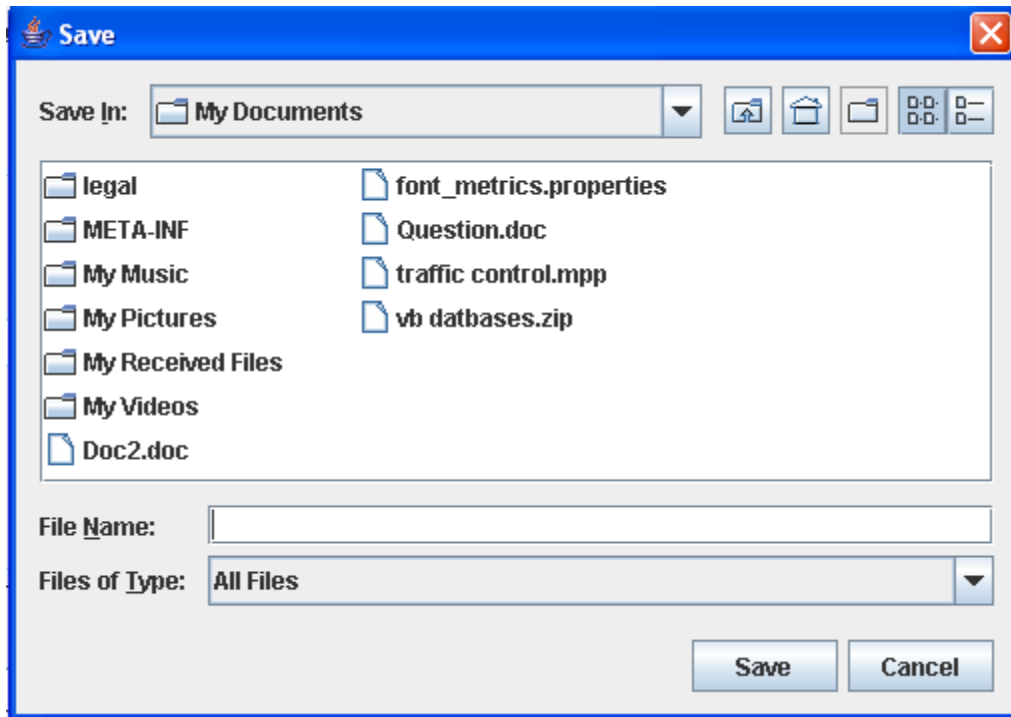 Save
Save In: My Documents
legal
META-INF
My Music
My Pictures
My Received Files
My Videos
Doc2.doc
font_metrics.properties
Question.doc
traffic control.mpp
vb datbases.zip
File Name:
Files of Type: All Files
Save Cancel